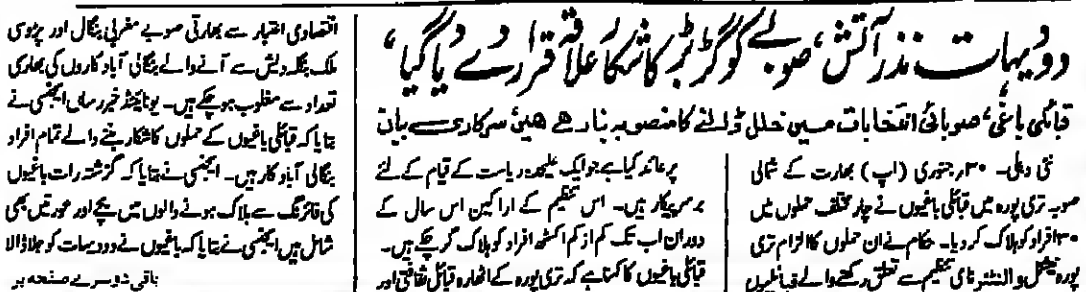 دو دیہات نذر آتش، صوبے کو گڑبڑ کا شکار علاقہ قرار دے دیا گیا،
قبائلی باغی، صوبائی انتخابات میں خلل ڈالنے کا منصوبہ بنا رہے ہیں، سرکاری بیان
نئی دہلی۔ ۳۰ جنوری (اپ) بھارت کے شمالی
صوبہ تری پورہ میں قبائلی باغیوں نے چار مختلف حملوں میں
۳۰ افراد کو ہلاک کر دیا۔ حکام نے ان حملوں کا الزام تری
پورہ نیشنل والنٹئر نامی تنظیم سے تعلق رکھنے والے قبائلیوں
پر عائد کیا ہے جو ایک علیحدہ ریاست کے قیام کے لئے
برسرپیکار ہیں۔ اس تنظیم کے اراکین اس سال کے
دوران اب تک کم از کم اکسٹھ افراد کو ہلاک کر چکے ہیں۔
قبائلی باغیوں کا کہنا ہے کہ تری پورہ کے اٹھارہ قبائل ثقافتی اور
اقتصادی اعتبار سے بھارتی صوبے مغربی بنگال اور پڑوسی
ملک بنگلہ دیش سے آنے والے بنگالی آباد کاروں کی بھاری
تعداد سے مغلوب ہو چکے ہیں۔ یونائیٹڈ خبر رساں ایجنسی نے
بتایا کہ قبائلی باغیوں کے حملوں کا شکار بننے والے تمام افراد
بنگالی آباد کار ہیں۔ ایجنسی نے بتایا کہ گزشتہ رات باغیوں
کی فائرنگ سے ہلاک ہونے والوں میں بچے اور عورتیں بھی
شامل ہیں ایجنسی نے بتایا کہ باغیوں نے دو دیہات کو جلا ڈالا
باقی دوسرے صفحہ پر